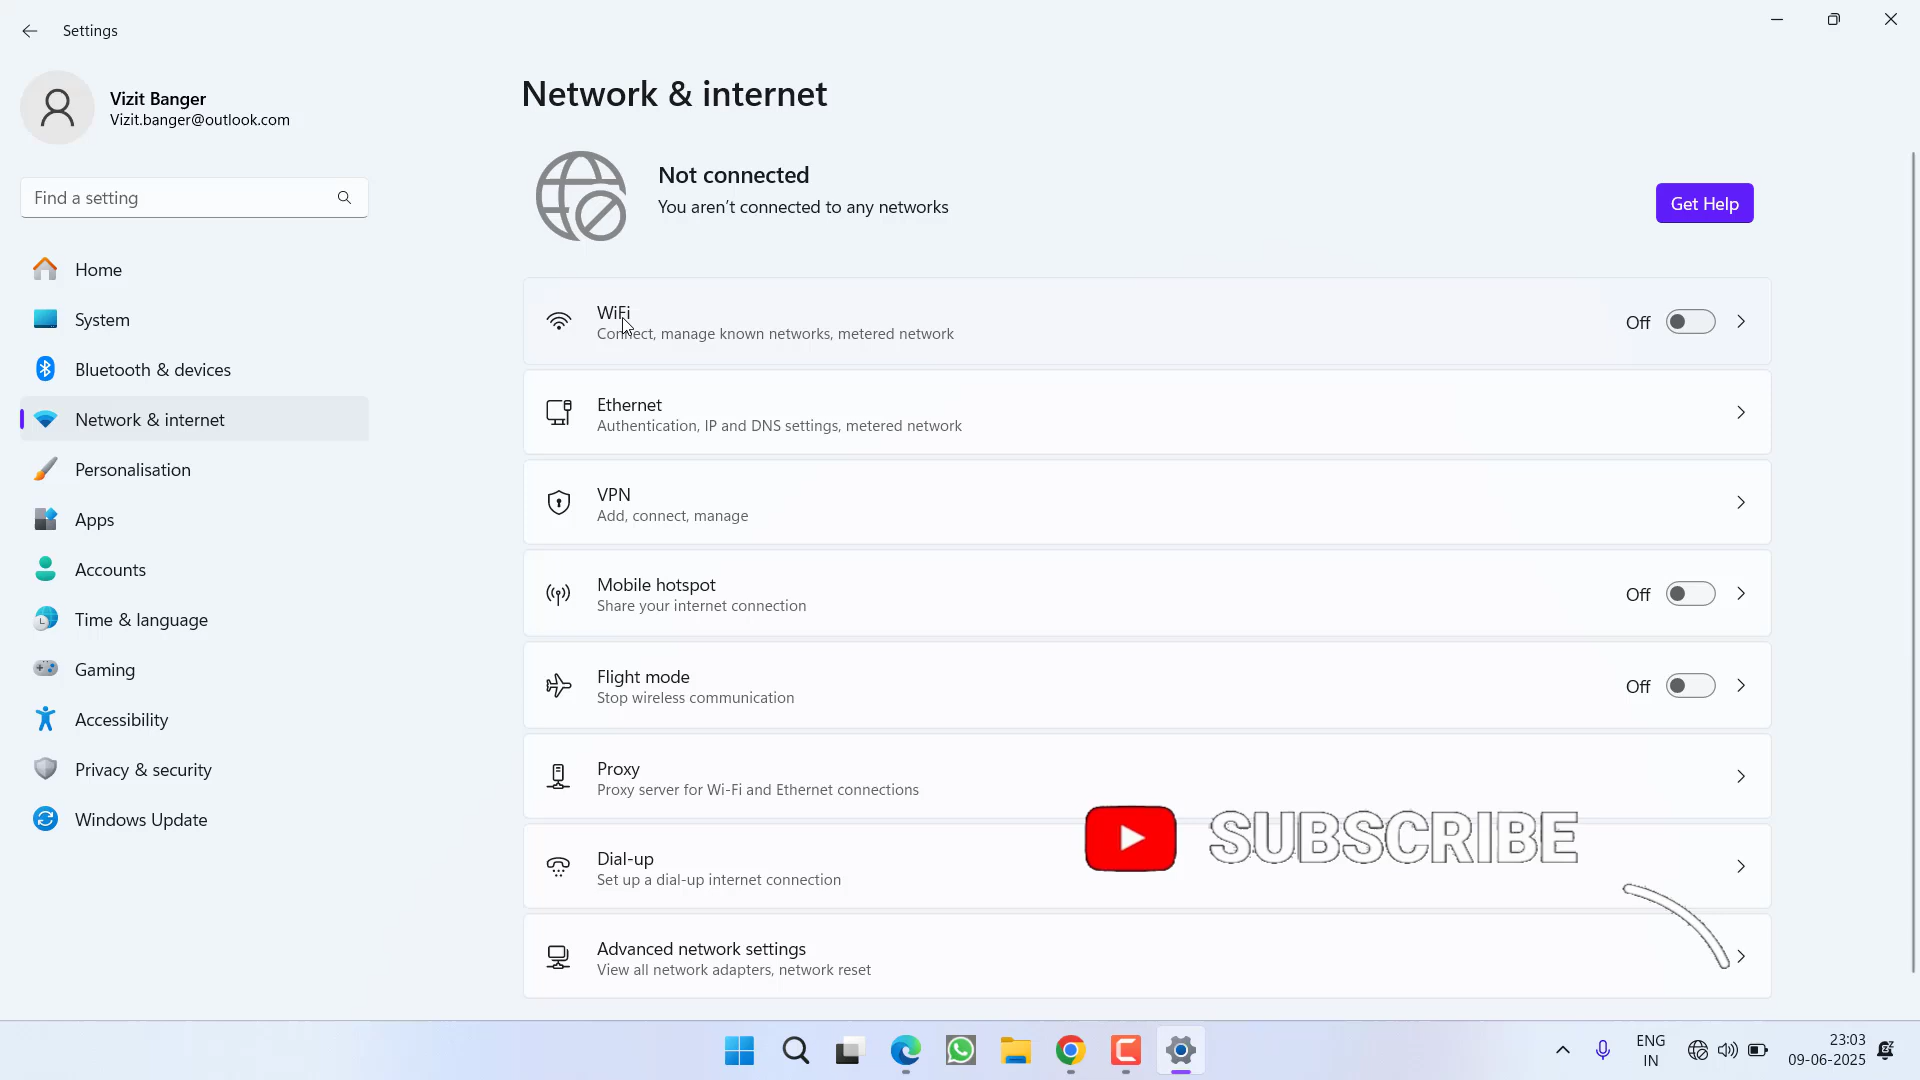 Settings
Vizit Banger
Vizit.banger@outlook.com
Find a setting
Home
System
Bluetooth & devices
Network & internet
Personalisation
Apps
Accounts
Time & language
Gaming
Accessibility
Privacy & security
Windows Update
Network & internet
Not connected
You aren't connected to any networks
Get Help
WiFi
Connect, manage known networks, metered network
Off
Ethernet
Authentication, IP and DNS settings, metered network
VPN
Add, connect, manage
Mobile hotspot
Share your internet connection
Off
Flight mode
Stop wireless communication
Off
Proxy
Proxy server for Wi-Fi and Ethernet connections
SUBSCRIBE
Dial-up
Set up a dial-up internet connection
Advanced network settings
View all network adapters, network reset
ENG
IN
23:03
09-06-2025